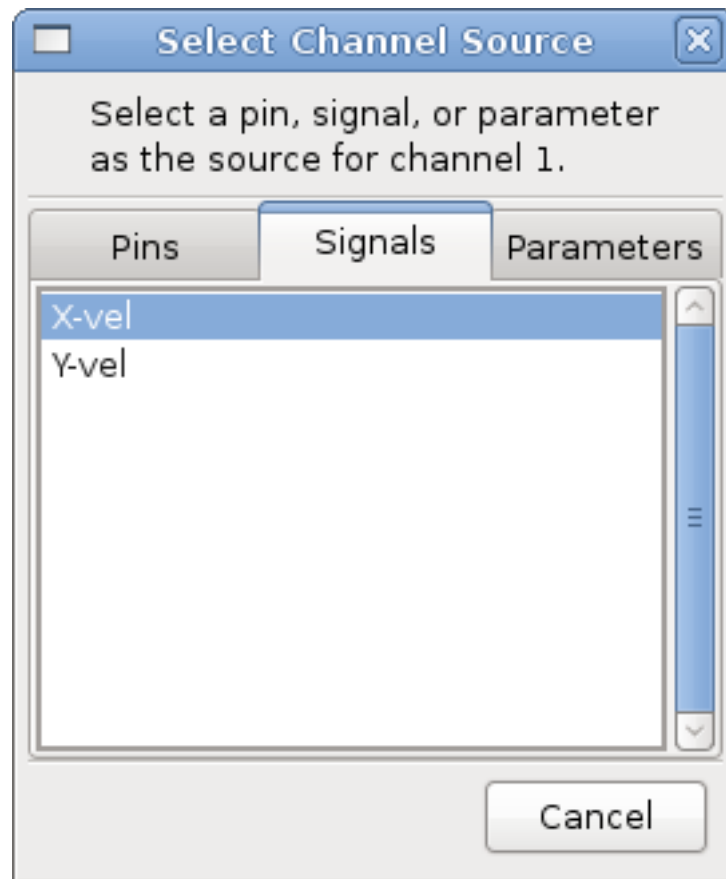 Select Channel Source
Select a pin, signal, or parameter
as the source for channel 1.
Pins Signals Parameters
X-vel
Y-vel
Cancel